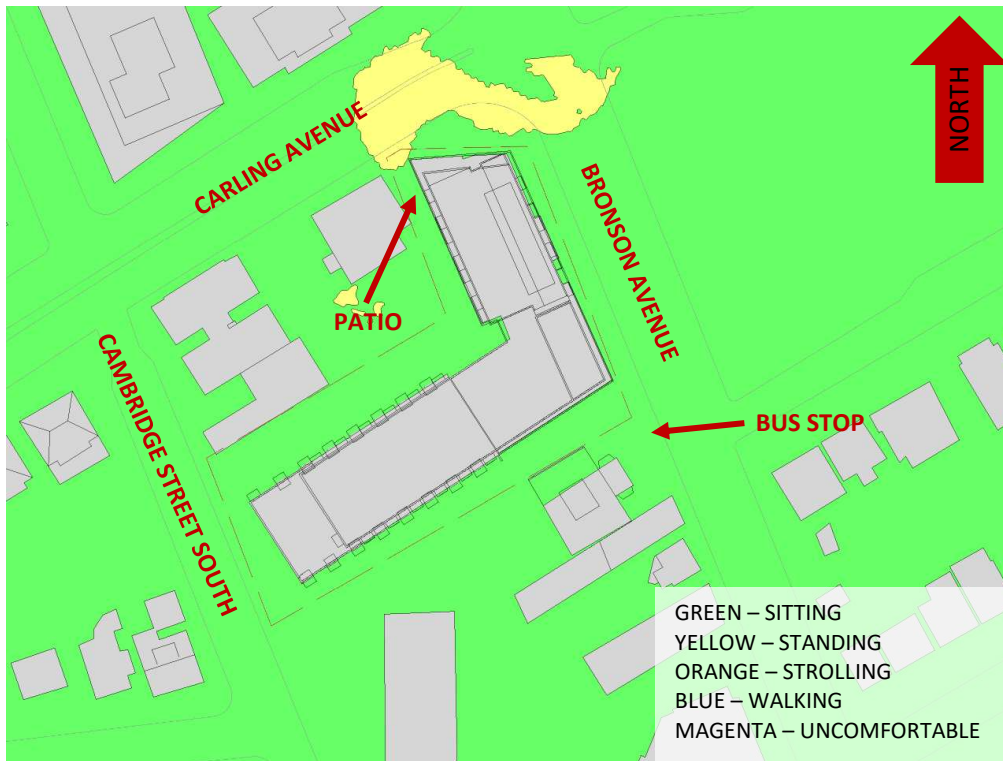 NORTH
CARLING AVENUE
BRONSON AVENUE
PATIO
CAMBRIDGE STREET SOUTH
BUS STOP
GREEN – SITTING
YELLOW – STANDING
ORANGE – STROLLING
BLUE – WALKING
MAGENTA – UNCOMFORTABLE